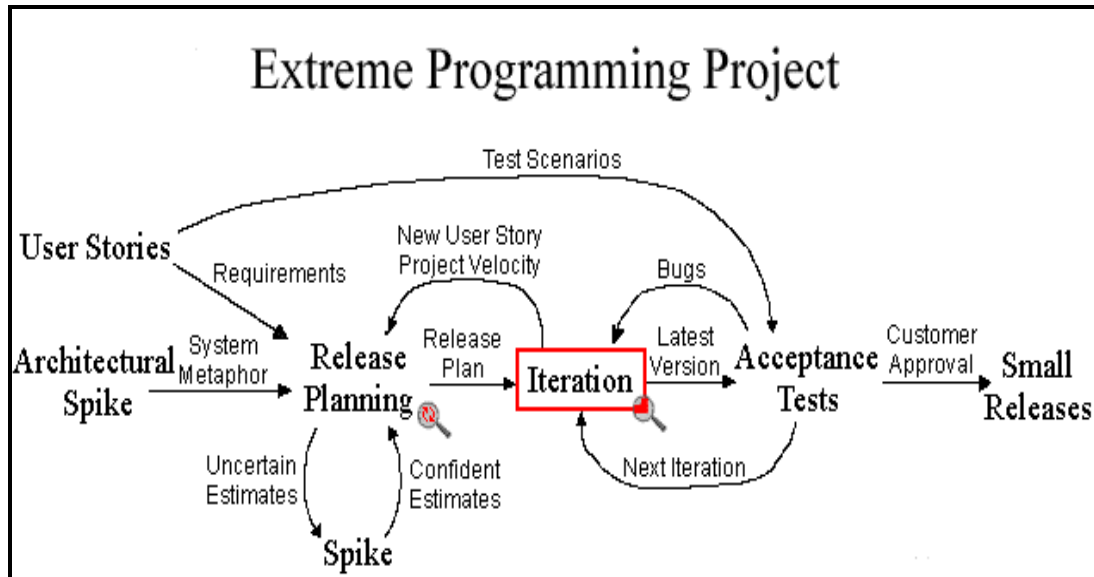 Extreme Programming Project
Test Scenarios
User Stories
Requirements
New User Story
Project Velocity
Bugs
Architectural
Spike
System
Metaphor
Release
Planning
Release
Plan
Iteration
Latest
Version
Acceptance
Tests
Customer
Approval
Small
Releases
Uncertain
Estimates
Confident
Estimates
Next Iteration
Spike